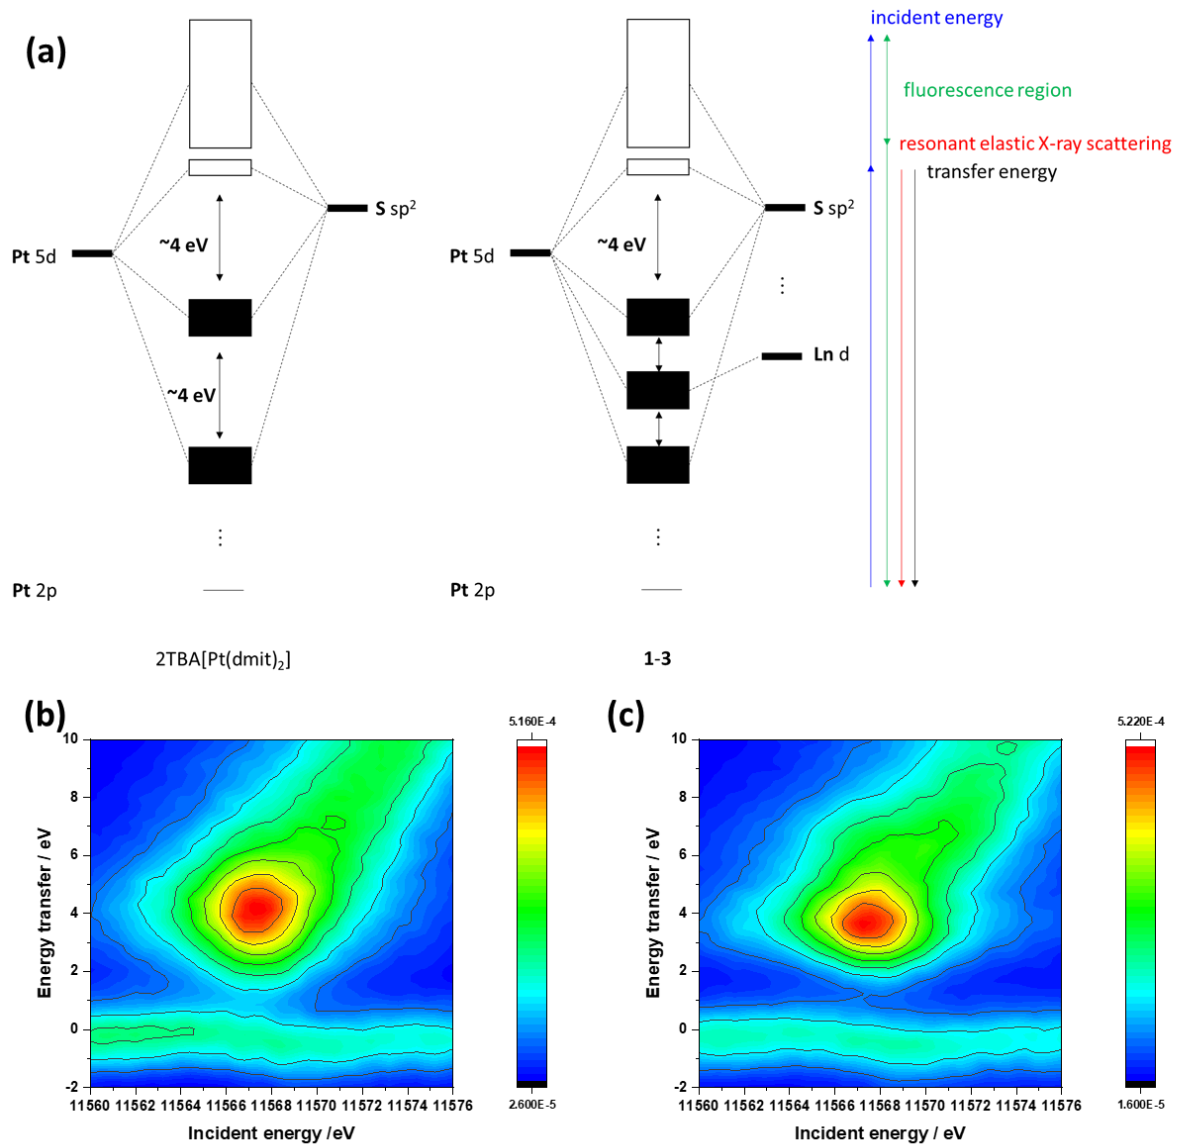 (a)
incident energy
fluorescence region
resonant elastic X-ray scattering
transfer energy
Pt 5d
~4 eV
S sp²
~4 eV
Pt 2p
2TBA[Pt(dmit)₂]
Pt 5d
~4 eV
S sp²
⋮
Ln d
⋮
⋮
Pt 2p
1-3
(b)
5.160E-4
10
8
6
4
2
0
-2
Energy transfer / eV
11560 11562 11564 11566 11568 11570 11572 11574 11576
Incident energy /eV
2.600E-5
(c)
5.220E-4
10
8
6
4
2
0
-2
Energy transfer / eV
11560 11562 11564 11566 11568 11570 11572 11574 11576
Incident energy /eV
1.600E-5